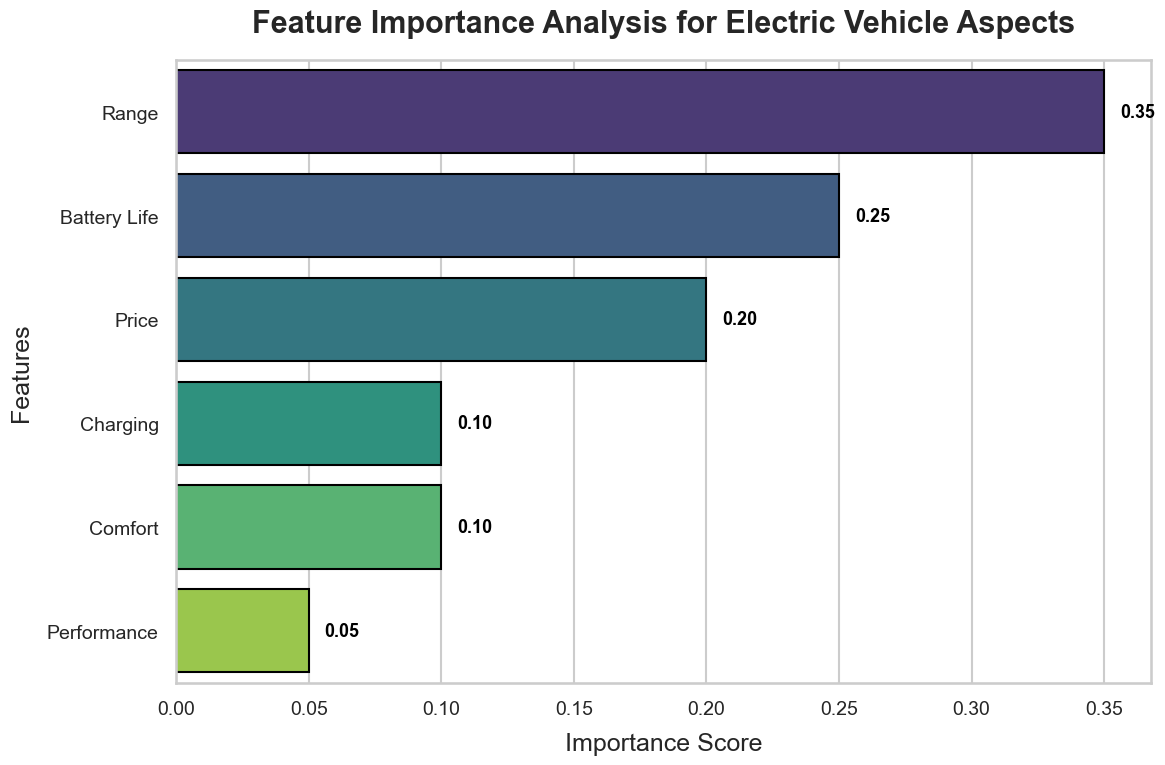 Feature Importance Analysis for Electric Vehicle Aspects
Features
Range
0.35
Battery Life
0.25
Price
0.20
Charging
0.10
Comfort
0.10
Performance
0.05
0.00 0.05 0.10 0.15 0.20 0.25 0.30 0.35
Importance Score